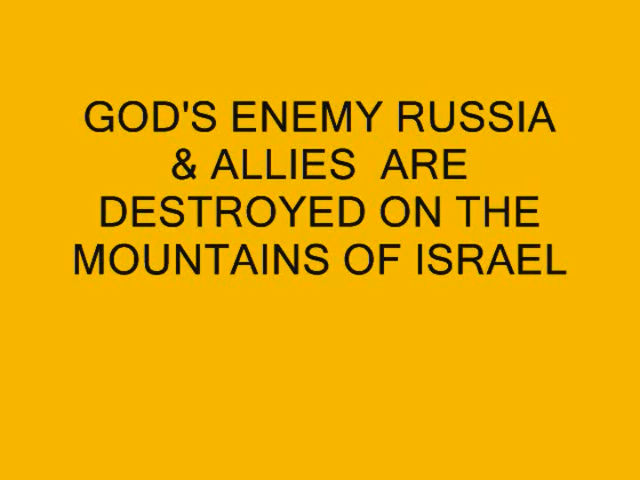 GOD'S ENEMY RUSSIA
& ALLIES  ARE
DESTROYED ON THE
MOUNTAINS OF ISRAEL